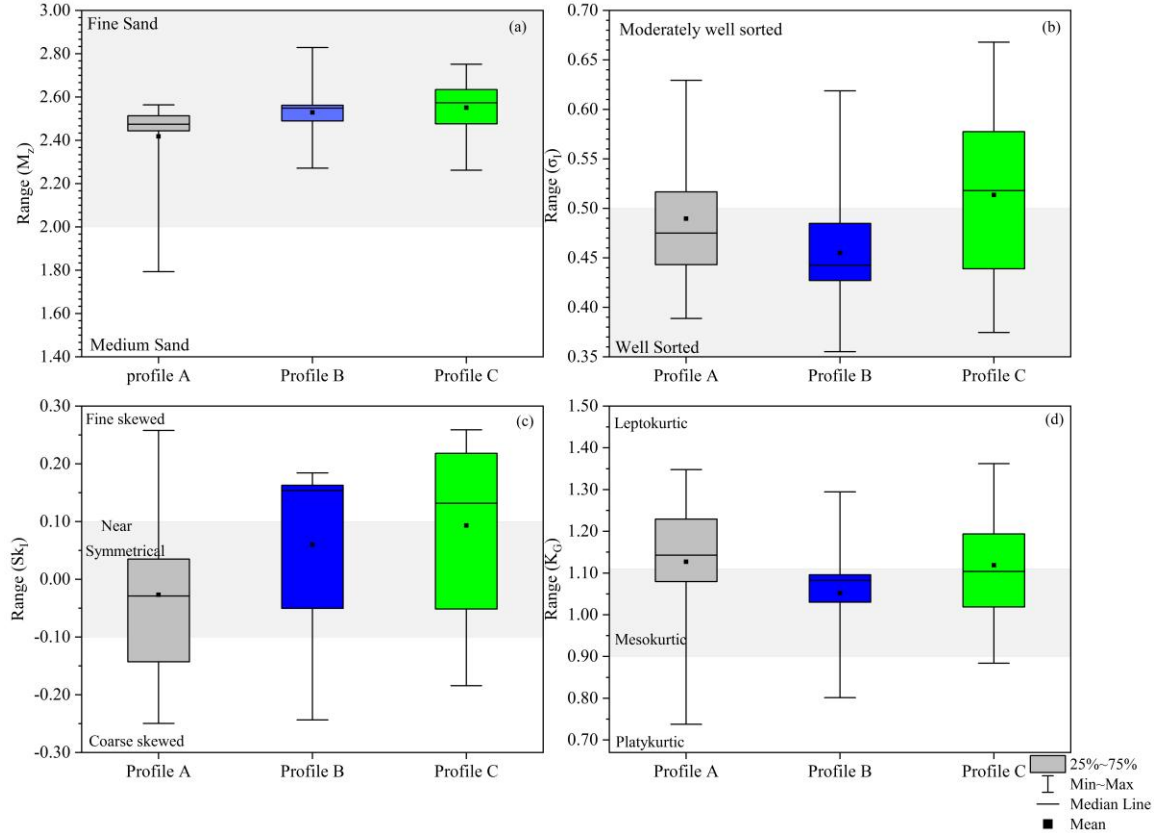 Fine Sand
(a)
3.00
2.80
2.60
2.40
2.20
2.00
1.80
1.60
1.40
Range (M_z)
Medium Sand
profile A
Profile B
Profile C
Moderately well sorted
(b)
0.70
0.65
0.60
0.55
0.50
0.45
0.40
0.35
Range (σ_I)
Well Sorted
Profile A
Profile B
Profile C
Fine skewed
(c)
0.30
0.20
0.10
0.00
-0.10
-0.20
-0.30
Range (Sk_I)
Near
Symmetrical
Coarse skewed
Profile A
Profile B
Profile C
Leptokurtic
(d)
1.50
1.40
1.30
1.20
1.10
1.00
0.90
0.80
0.70
Range (K_G)
Mesokurtic
Platykurtic
Profile A
Profile B
Profile C
25%~75%
Min~Max
Median Line
Mean